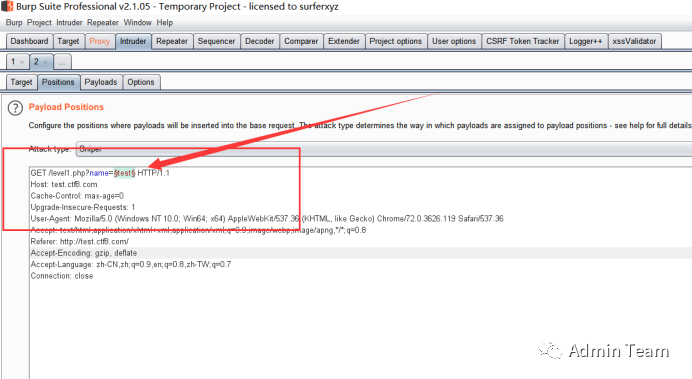 Burp Suite Professional v2.1.05 - Temporary Project - licensed to surferxyz
Burp Project Intruder Repeater Window Help
Dashboard Target Proxy Intruder Repeater Sequencer Decoder Comparer Extender Project options User options CSRF Token Tracker Logger++ xssValidator
1 × 2 × ...
Target Positions Payloads Options
? Payload Positions
Configure the positions where payloads will be inserted into the base request. The attack type determines the way in which payloads are assigned to payload positions - see help for full details
Attack type: Sniper
GET /level1.php?name=§test§ HTTP/1.1
Host: test.ctf8.com
Cache-Control: max-age=0
Upgrade-Insecure-Requests: 1
User-Agent: Mozilla/5.0 (Windows NT 10.0; Win64; x64) AppleWebKit/537.36 (KHTML, like Gecko) Chrome/72.0.3626.119 Safari/537.36
Accept: text/html,application/xhtml+xml,application/xml;q=0.9,image/webp,image/apng,*/*;q=0.8
Referer: http://test.ctf8.com/
Accept-Encoding: gzip, deflate
Accept-Language: zh-CN,zh;q=0.9,en;q=0.8,zh-TW;q=0.7
Connection: close
Admin Team